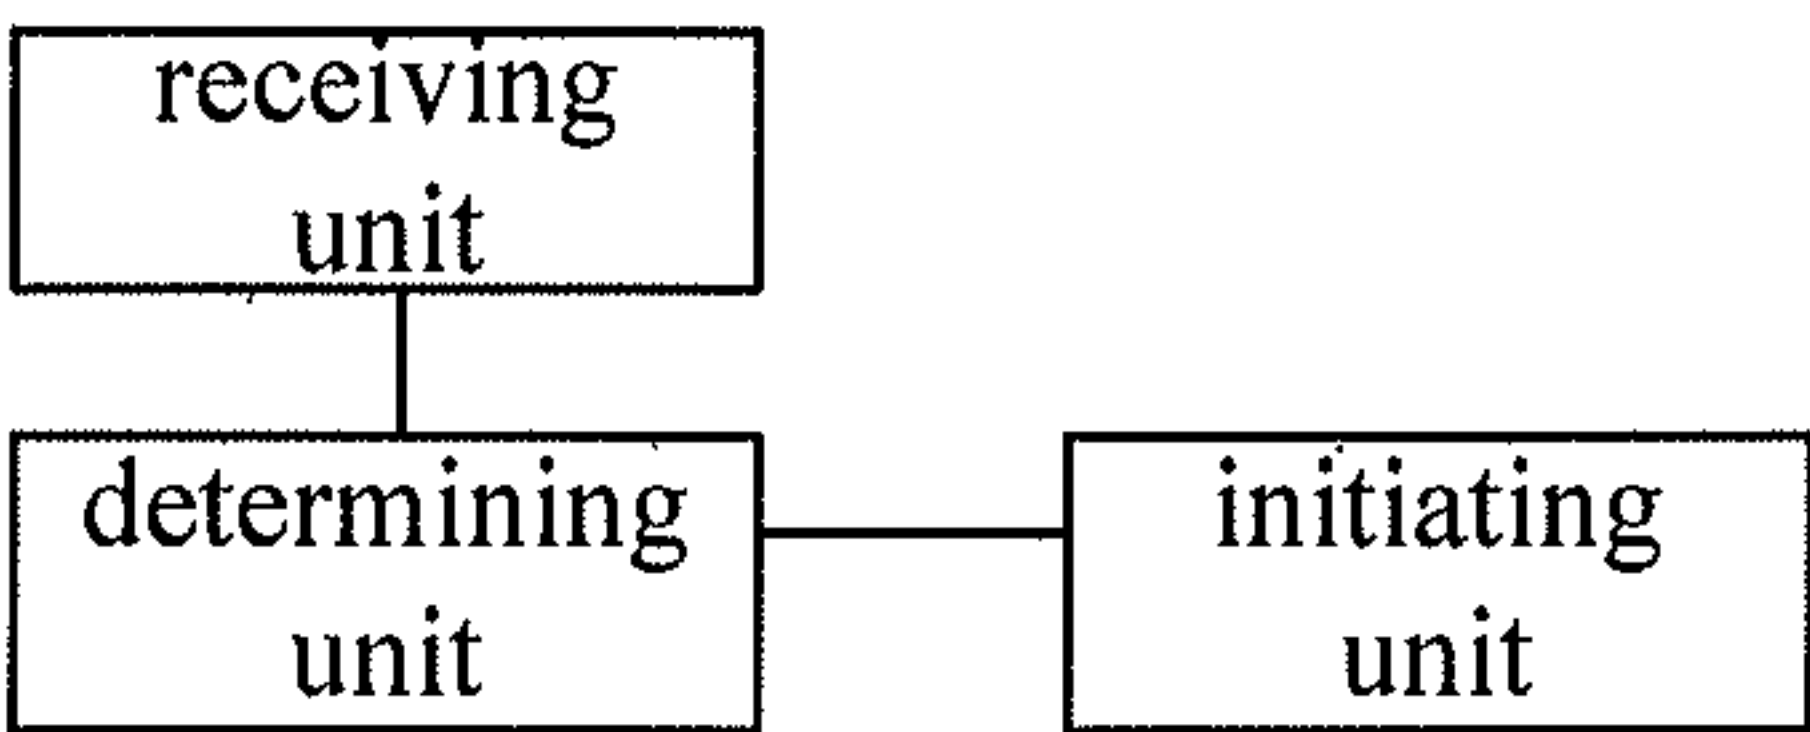 receiving
unit
determining
unit
initiating
unit